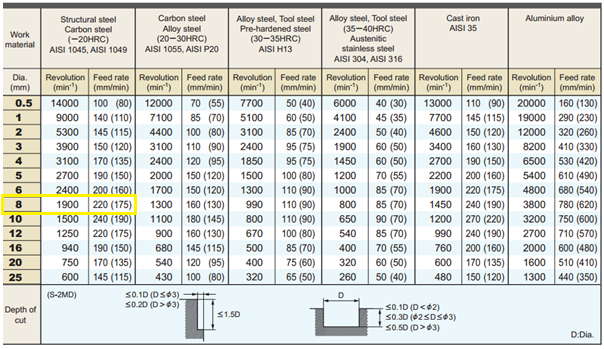 Work material	Structural steel Carbon steel (−20HRC) AISI 1045, AISI 1049	Carbon steel Alloy steel (20−30HRC) AISI 1055, AISI P20	Alloy steel, Tool steel Pre-hardened steel (30−35HRC) AISI H13	Alloy steel, Tool steel (35−40HRC) Austenitic stainless steel AISI 304, AISI 316	Cast iron AISI 35	Aluminium alloy
Dia. (mm)	Revolution (min-1)	Feed rate (mm/min)	Revolution (min-1)	Feed rate (mm/min)	Revolution (min-1)	Feed rate (mm/min)	Revolution (min-1)	Feed rate (mm/min)	Revolution (min-1)	Feed rate (mm/min)	Revolution (min-1)	Feed rate (mm/min)
0.5	14000	100 (80)	12000	70 (55)	7700	50 (40)	6000	40 (30)	13000	110 (90)	20000	160 (130)
1	9000	140 (110)	7100	85 (70)	5100	60 (50)	4100	45 (35)	7700	145 (115)	19000	290 (230)
2	5300	145 (115)	4400	100 (80)	3100	85 (70)	2400	50 (40)	4600	150 (120)	12000	320 (260)
3	3900	150 (120)	3100	110 (90)	2400	95 (75)	1900	60 (50)	3400	160 (130)	8200	410 (330)
4	3100	170 (135)	2400	120 (95)	1850	95 (75)	1450	60 (50)	2700	190 (150)	6500	530 (420)
5	2700	190 (150)	2000	150 (120)	1500	100 (80)	1200	70 (55)	2200	200 (160)	5400	610 (490)
6	2400	200 (160)	1700	150 (120)	1300	110 (90)	1000	85 (70)	1900	220 (175)	4800	680 (540)
8	1900	220 (175)	1300	160 (130)	990	110 (90)	800	85 (70)	1450	240 (190)	3800	780 (620)
10	1500	240 (190)	1100	180 (145)	800	110 (90)	650	90 (70)	1200	270 (220)	3200	750 (600)
12	1250	220 (175)	900	160 (130)	670	100 (80)	540	85 (70)	990	240 (190)	2700	710 (570)
16	940	190 (150)	680	145 (115)	500	85 (70)	400	70 (55)	760	200 (160)	2000	600 (480)
20	750	170 (135)	540	120 (95)	400	75 (60)	320	60 (50)	600	170 (135)	1600	510 (410)
25	600	145 (115)	430	100 (80)	320	65 (50)	260	50 (40)	480	150 (120)	1300	440 (350)
Depth of cut
(S-2MD)
≤0.1D (D≤ϕ3)
≤0.2D (D>ϕ3)
≤1.5D
D
≤0.1D (D<ϕ2)
≤0.3D (ϕ2≤D≤ϕ3)
≤0.5D (D>ϕ3)
D:Dia.